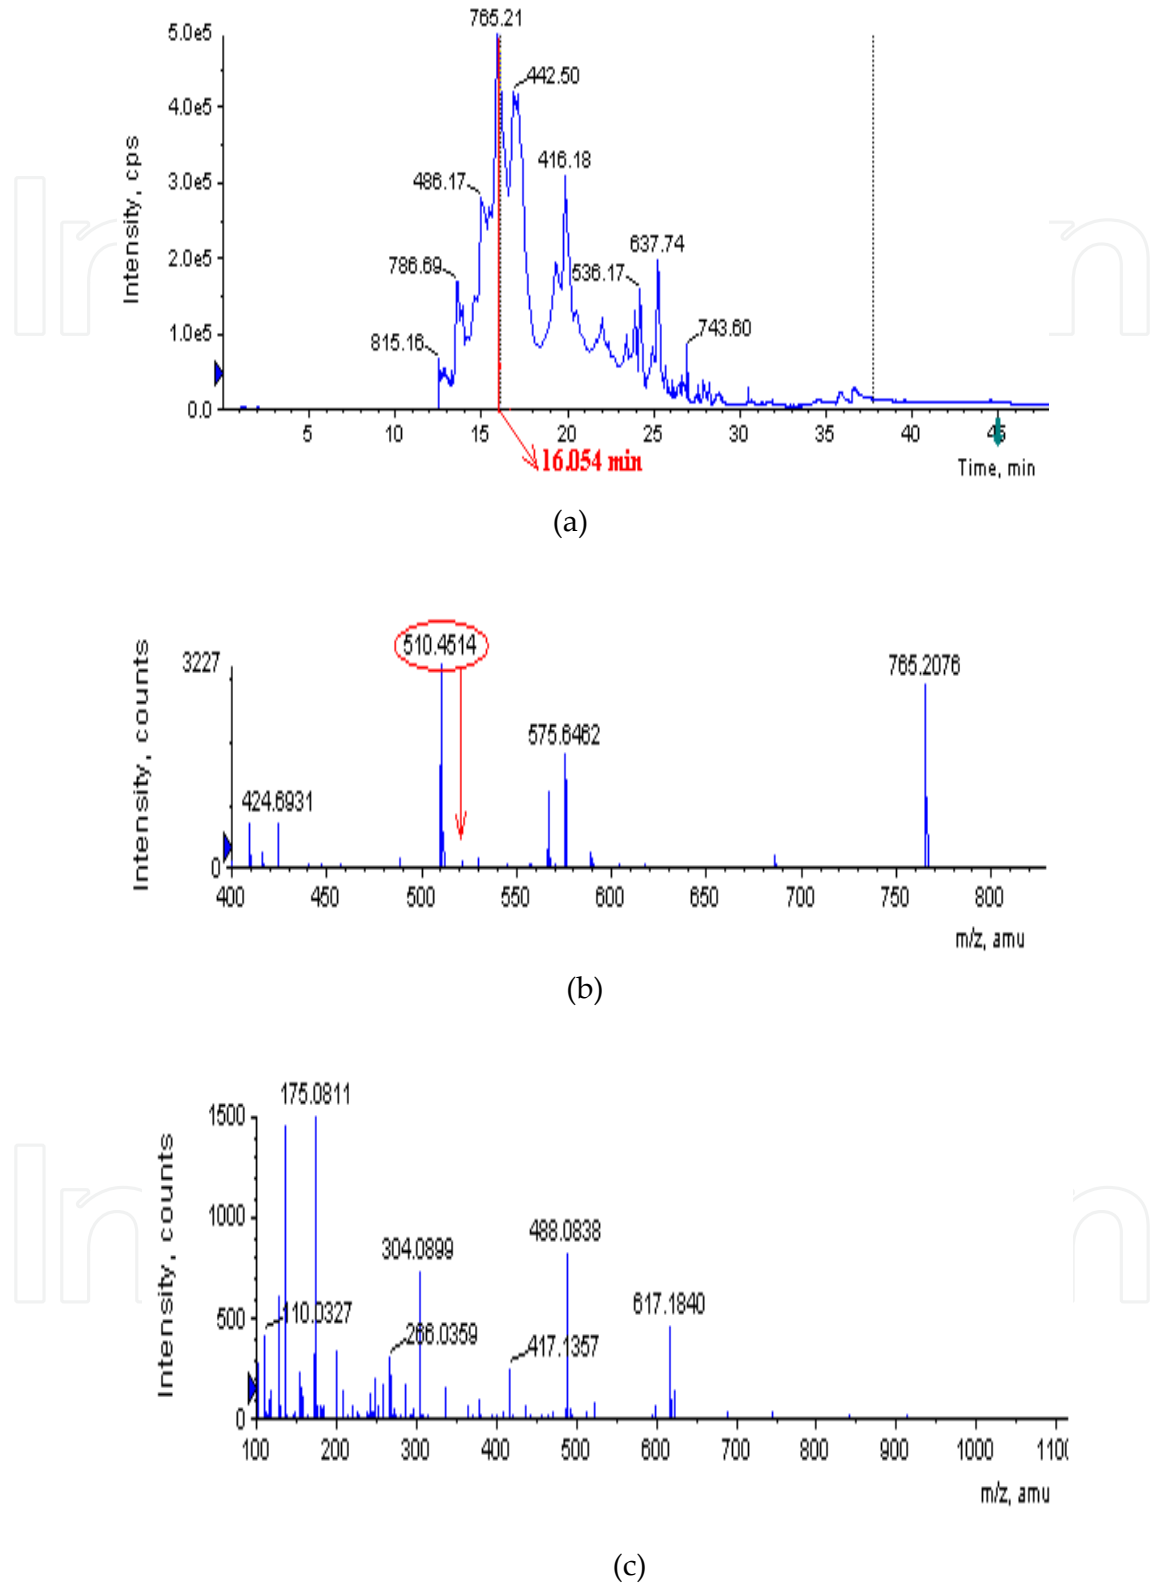 765.21
5.0e5
442.50
4.0e5
416.18
3.0e5
486.17
637.74
2.0e5
786.69
536.17
1.0e5
815.16
743.60
0.0
Intensity, cps
5 10 15 20 25 30 35 40 45
16.054 min
Time, min
(a)
510.4514
3227
765.2076
575.6462
424.6931
0
Intensity, counts
400 450 500 550 600 650 700 750 800
m/z, amu
(b)
175.0811
1500
1000
488.0838
304.0899
617.1840
500
110.0327
266.0359
417.1357
0
Intensity, counts
100 200 300 400 500 600 700 800 900 1000 1100
m/z, amu
(c)